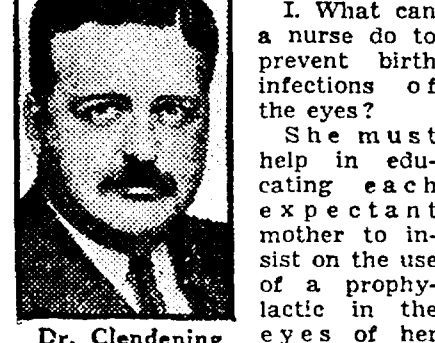 I. What can
a nurse do to
prevent birth
infections of
the eyes?
She must
help in edu-
cating each
expectant
mother to in-
sist on the use
of a prophy-
lactic in the
eyes of her
Dr. Clendening